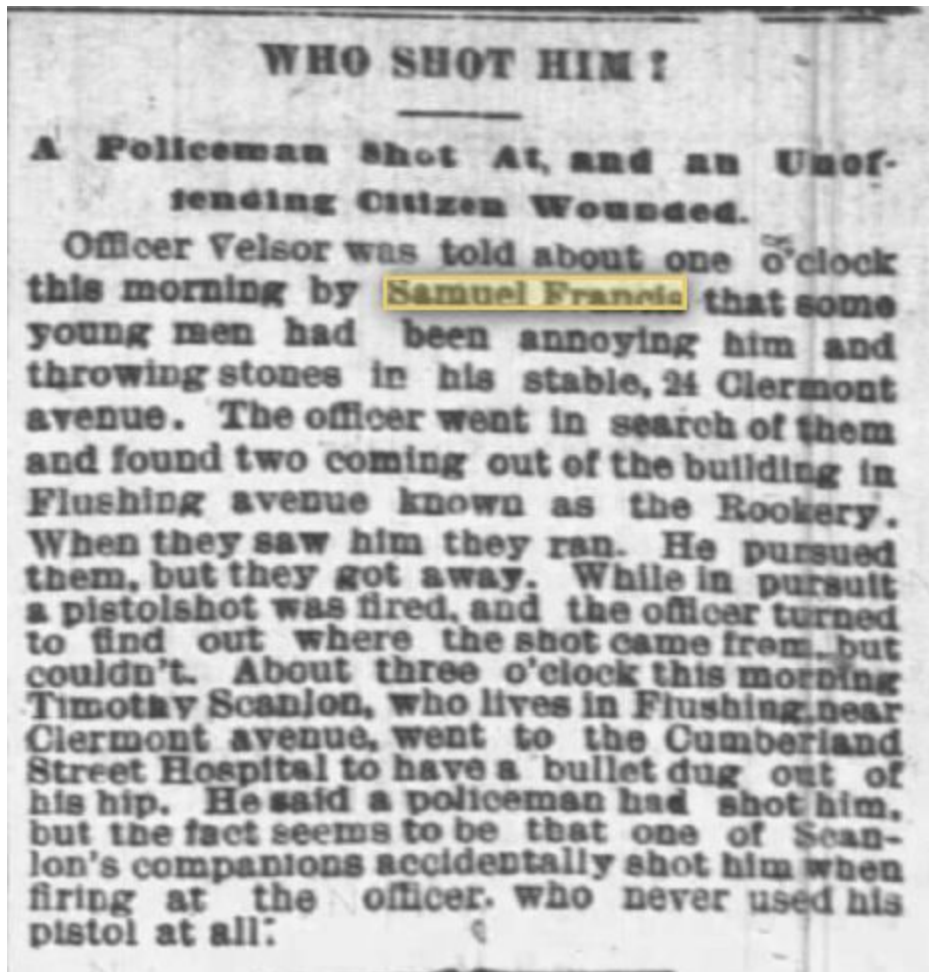 WHO SHOT HIM?
A Policeman Shot At, and an Unof-
fending Citizen Wounded.
Officer Velsor was told about one o'clock
this morning by Samuel Francis that some
young men had been annoying him and
throwing stones in his stable, 24 Clermont
avenue. The officer went in search of them
and found two coming out of the building in
Flushing avenue known as the Rookery.
When they saw him they ran. He pursued
them, but they got away. While in pursuit
a pistolshot was fired, and the officer turned
to find out where the shot came from, but
couldn't. About three o'clock this morning
Timothy Scanlon, who lives in Flushing, near
Clermont avenue, went to the Cumberland
Street Hospital to have a bullet dug out of
his hip. He said a policeman had shot him,
but the fact seems to be that one of Scan-
lon's companions accidentally shot him when
firing at the officer, who never used his
pistol at all.